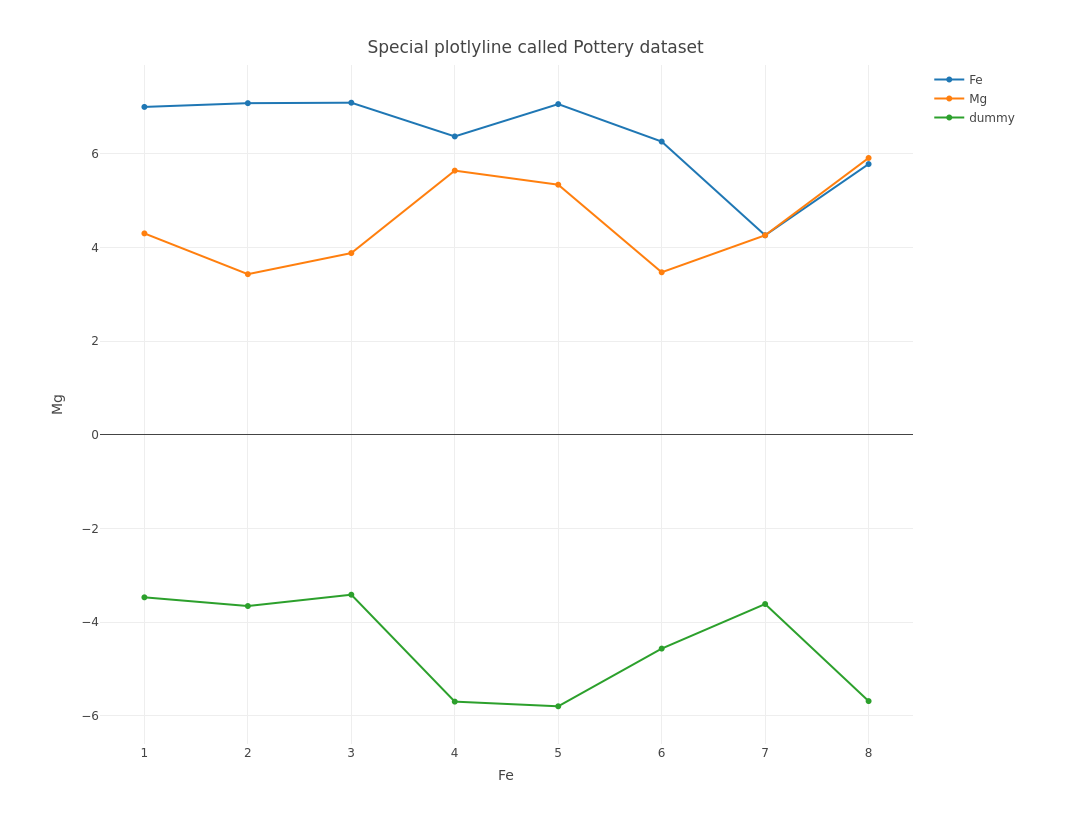 Special plotlyline called Pottery dataset
Fe
Mg
dummy
Mg
6
4
2
0
−2
−4
−6
1 2 3 4 5 6 7 8
Fe